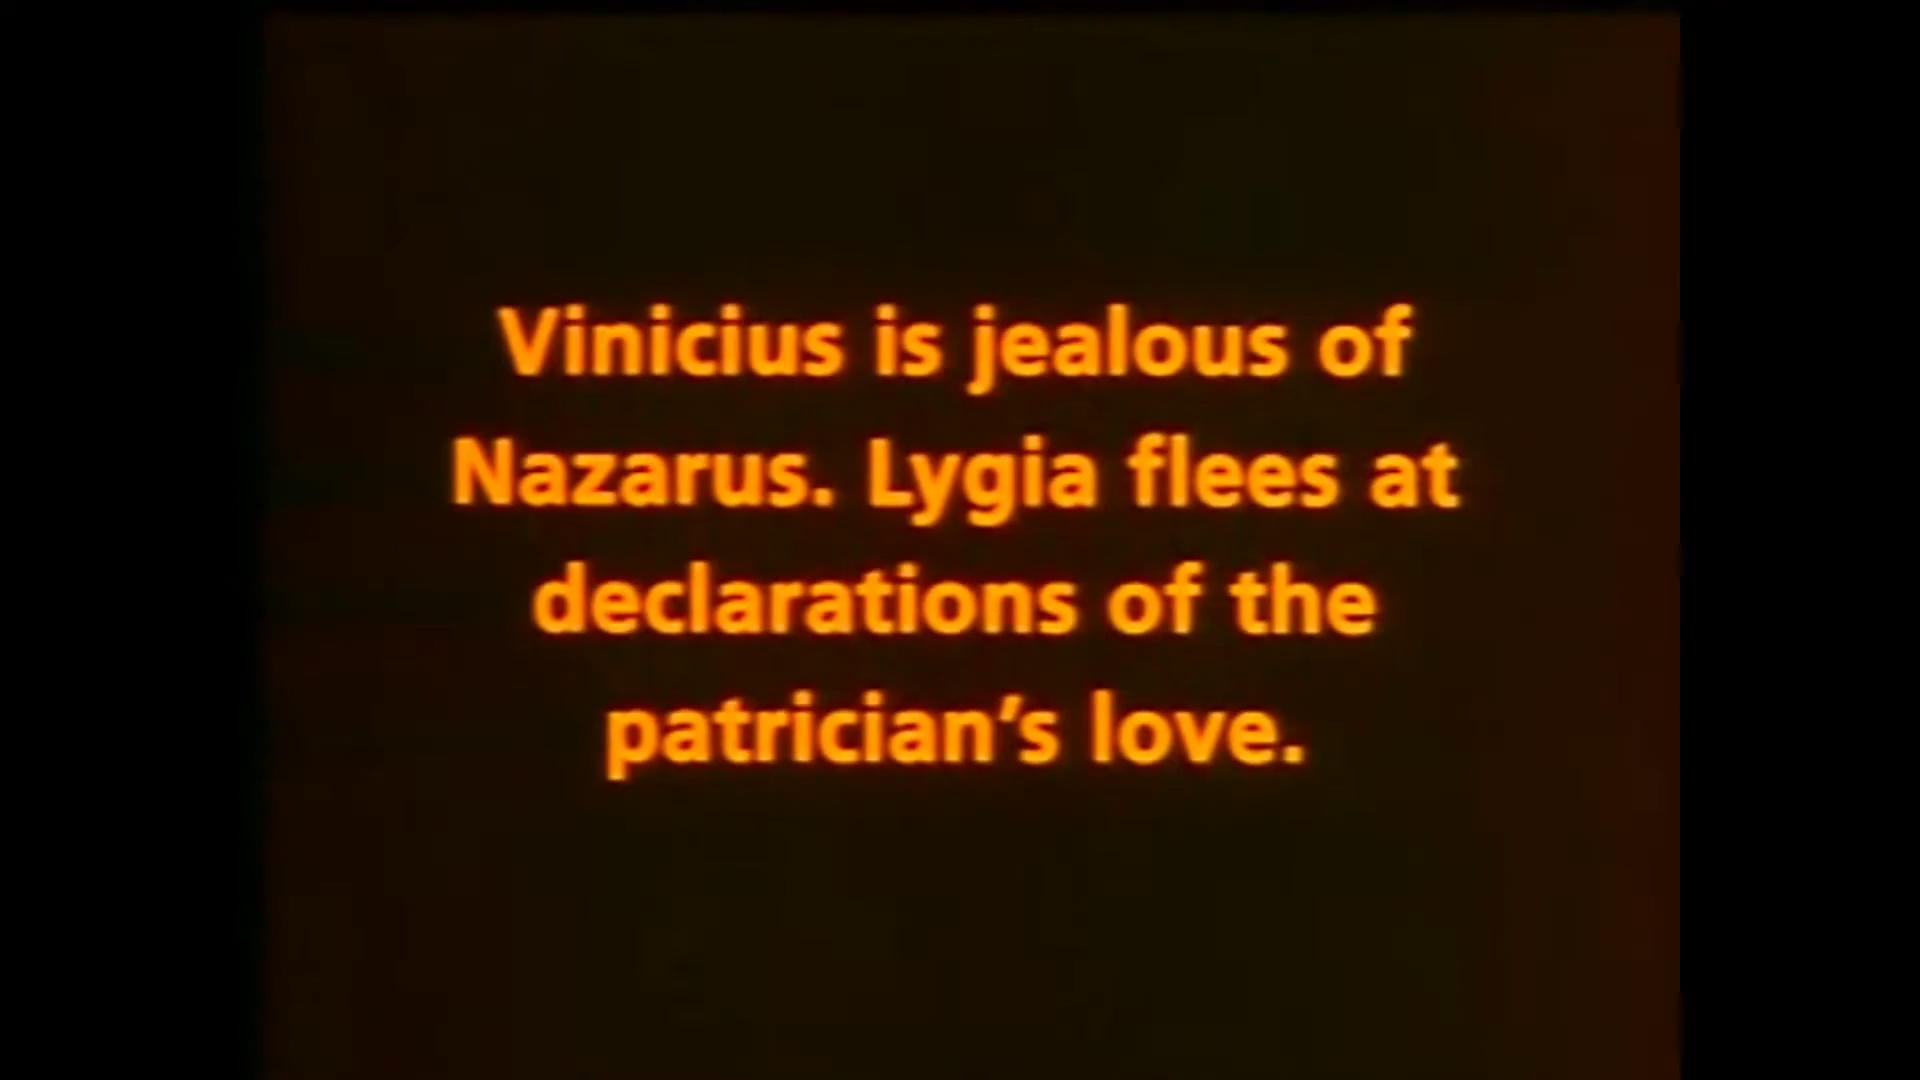 Vinicius is jealous of
Nazarus. Lygia flees at
declarations of the
patrician’s love.